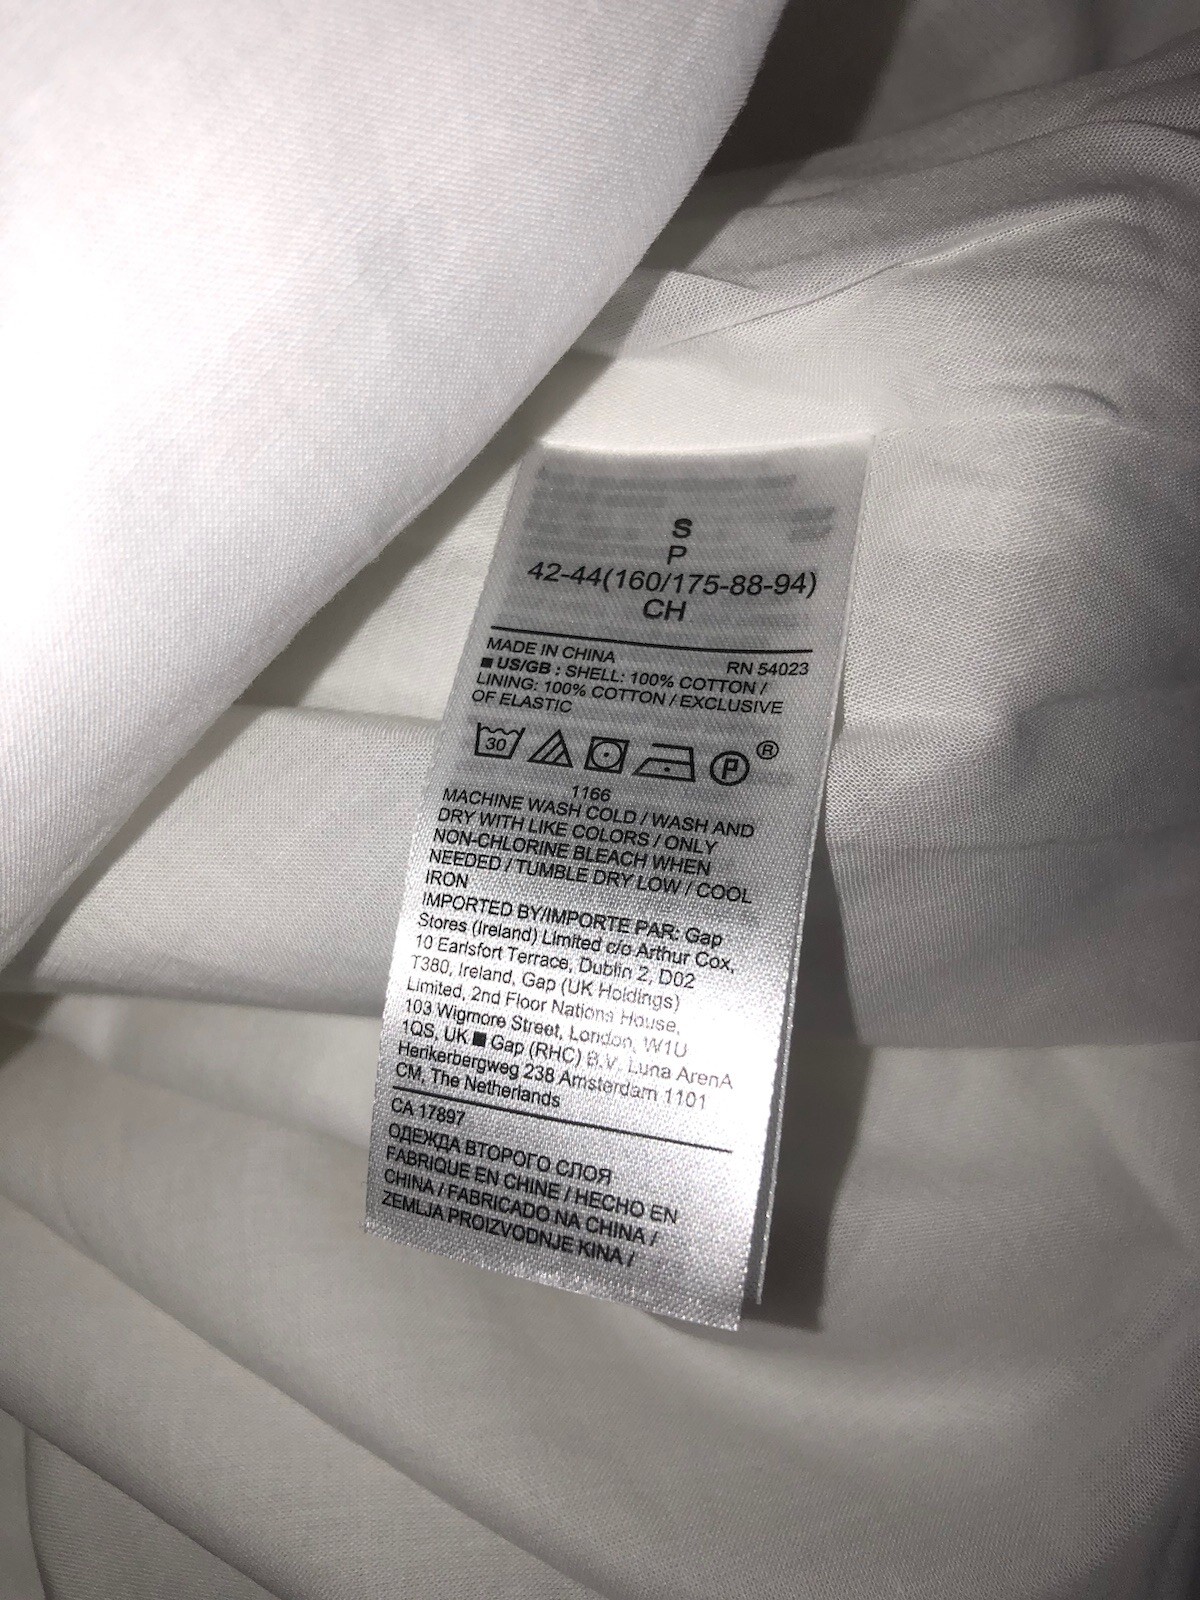 S
P
42-44(160/175-88-94)
CH
MADE IN CHINA RN 54023
■ US/GB : SHELL: 100% COTTON /
LINING: 100% COTTON / EXCLUSIVE
OF ELASTIC
30 P ®
1166
MACHINE WASH COLD / WASH AND
DRY WITH LIKE COLORS / ONLY
NON-CHLORINE BLEACH WHEN
NEEDED / TUMBLE DRY LOW / COOL
IRON
IMPORTED BY/IMPORTE PAR: Gap
Stores (Ireland) Limited c/o Arthur Cox,
10 Earlsfort Terrace, Dublin 2, D02
T380, Ireland, Gap (UK Holdings)
Limited, 2nd Floor Nations House,
103 Wigmore Street, London, W1U
1QS, UK ■ Gap (RHC) B.V, Luna ArenA
Herikerbergweg 238 Amsterdam 1101
CM, The Netherlands
CA 17897
ОДЕЖДА ВТОРОГО СЛОЯ
FABRIQUE EN CHINE / HECHO EN
CHINA / FABRICADO NA CHINA /
ZEMLJA PROIZVODNJE KINA /